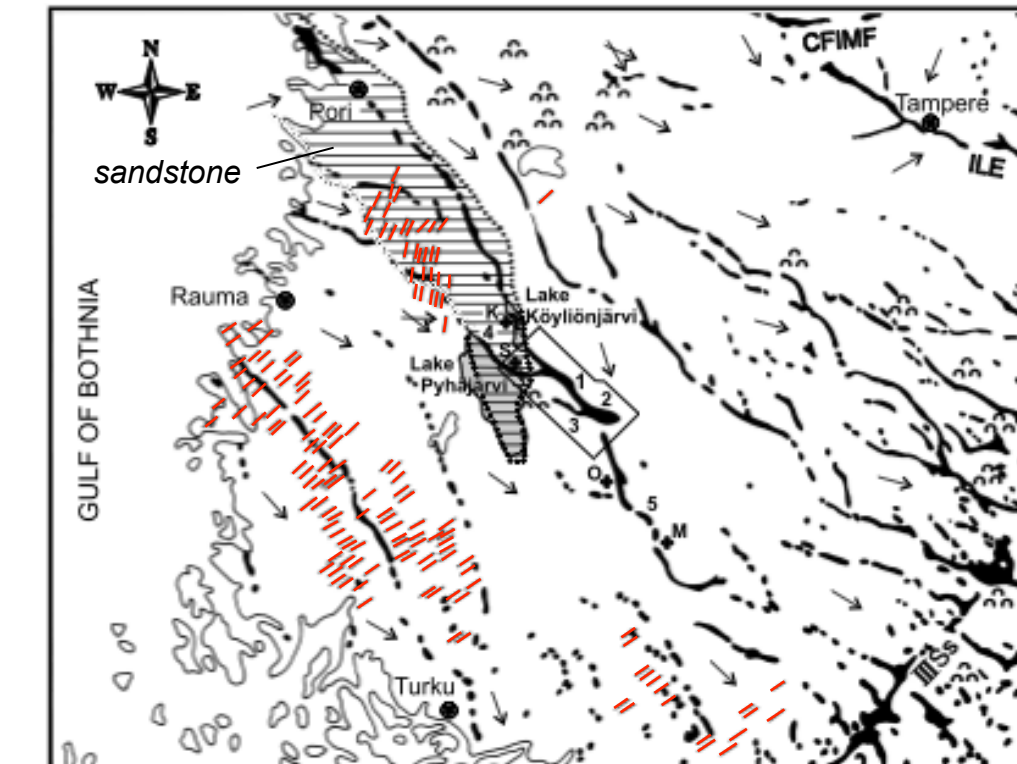 N
CFIMF
W E
Pori
Tampere
S
sandstone
ILE
Rauma
Lake
Köyliönjärvi
K
4
S
Lake
Pyhäjärvi
1
2
3
GULF OF BOTHNIA
O
5
M
III Ss
Turku